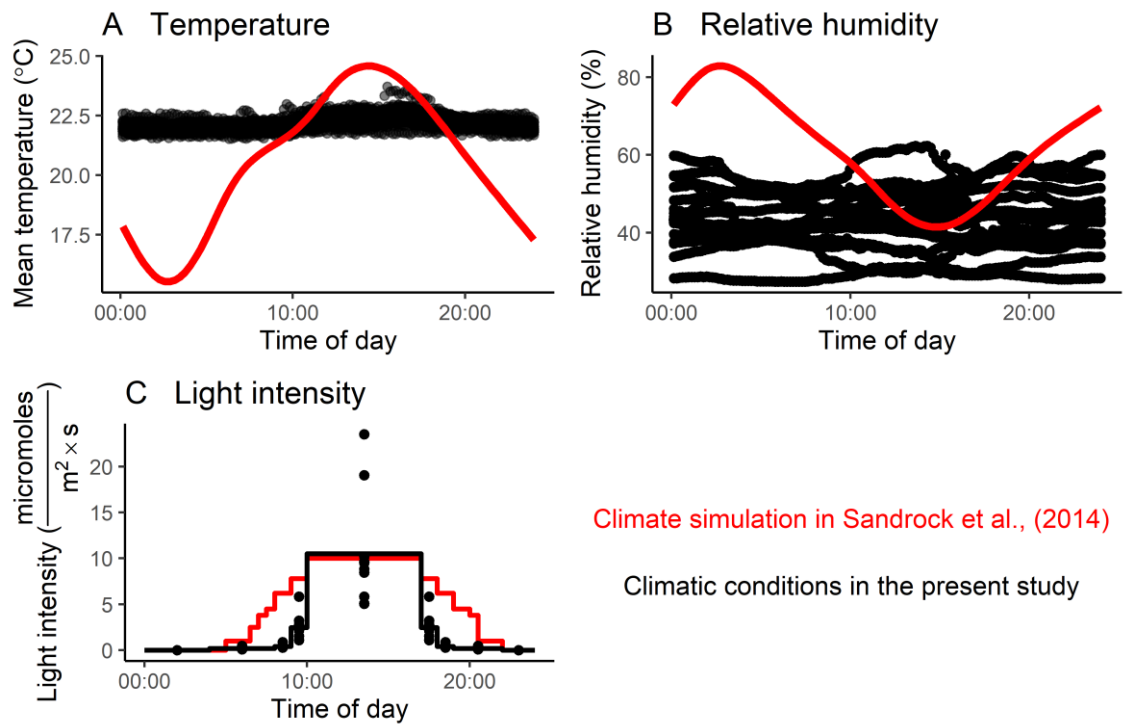 A Temperature
Mean temperature (°C)
25.0
22.5
20.0
17.5
00:00 10:00 20:00
Time of day
B Relative humidity
Relative humidity (%)
80
60
40
00:00 10:00 20:00
Time of day
C Light intensity
Light intensity (micromoles / m² × s)
20
15
10
5
0
00:00 10:00 20:00
Time of day
Climate simulation in Sandrock et al., (2014)
Climatic conditions in the present study